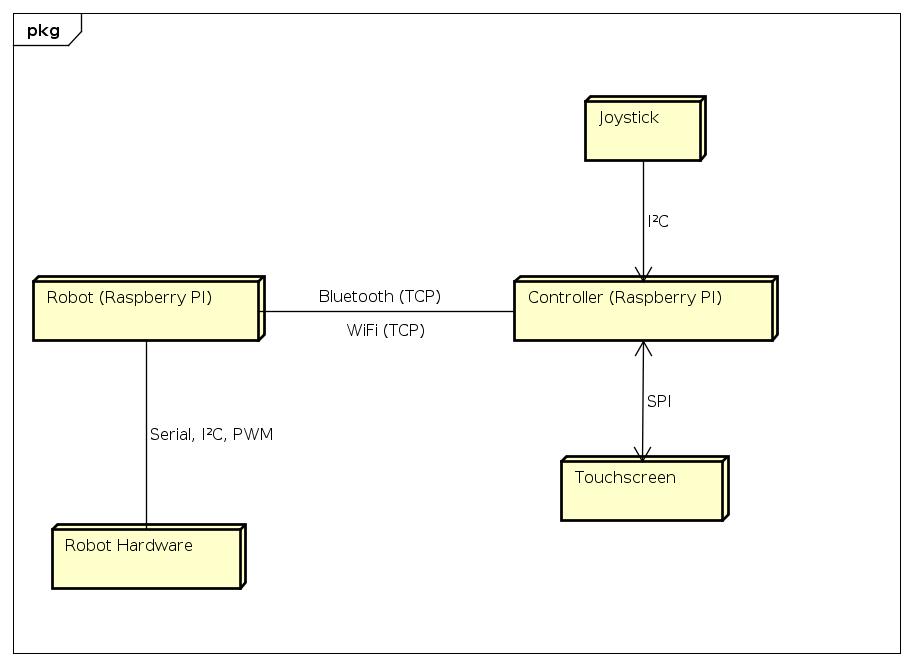 pkg
Joystick
I²C
Robot (Raspberry PI)
Bluetooth (TCP)
WiFi (TCP)
Controller (Raspberry PI)
Serial, I²C, PWM
SPI
Touchscreen
Robot Hardware